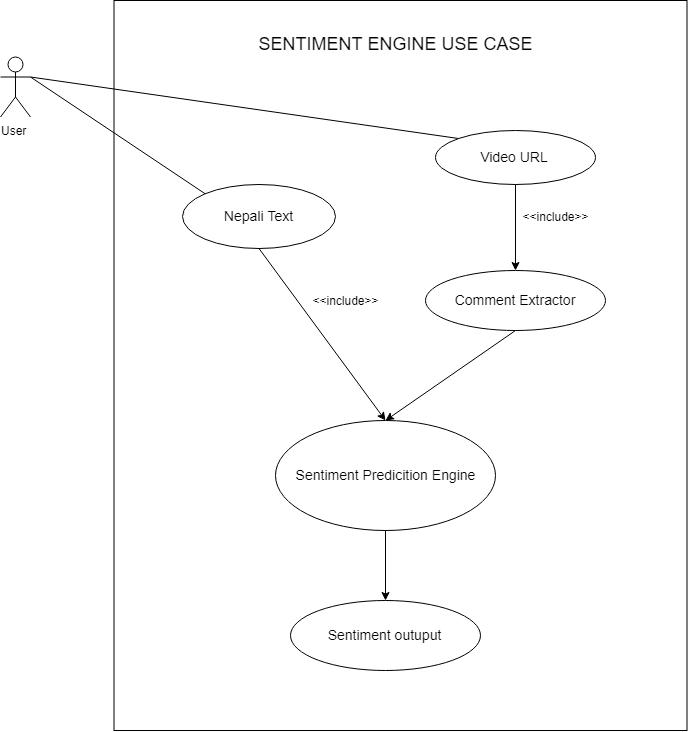 SENTIMENT ENGINE USE CASE
User
Video URL
Nepali Text
<<include>>
<<include>>
Comment Extractor
Sentiment Predicition Engine
Sentiment outuput